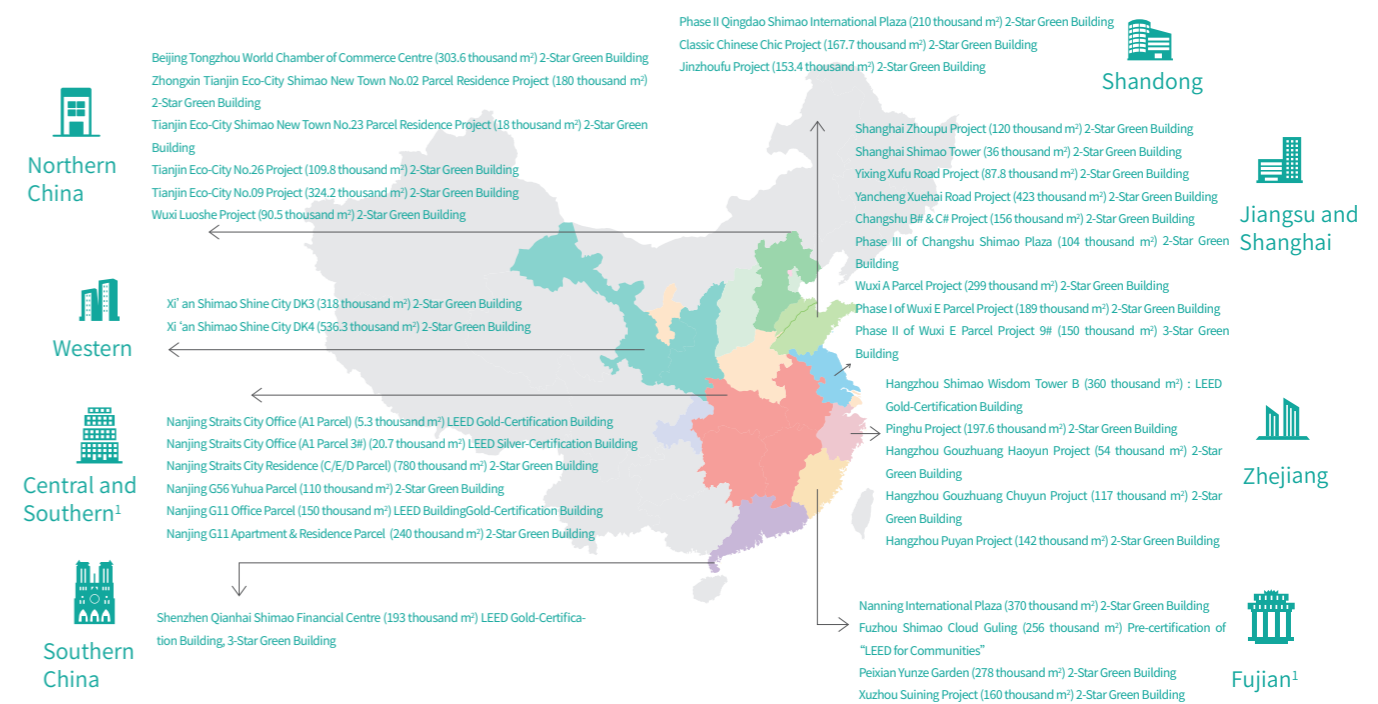 Phase II Qingdao Shimao International Plaza (210 thousand m²) 2-Star Green Building
Classic Chinese Chic Project (167.7 thousand m²) 2-Star Green Building
Jinzhoufu Project (153.4 thousand m²) 2-Star Green Building
Shandong
Beijing Tongzhou World Chamber of Commerce Centre (303.6 thousand m²) 2-Star Green Building
Zhongxin Tianjin Eco-City Shimao New Town No.02 Parcel Residence Project (180 thousand m²)
2-Star Green Building
Tianjin Eco-City Shimao New Town No.23 Parcel Residence Project (18 thousand m²) 2-Star Green
Building
Tianjin Eco-City No.26 Project (109.8 thousand m²) 2-Star Green Building
Tianjin Eco-City No.09 Project (324.2 thousand m²) 2-Star Green Building
Wuxi Luoshe Project (90.5 thousand m²) 2-Star Green Building
Northern
China
Shanghai Zhoupu Project (120 thousand m²) 2-Star Green Building
Shanghai Shimao Tower (36 thousand m²) 2-Star Green Building
Yixing Xufu Road Project (87.8 thousand m²) 2-Star Green Building
Yancheng Xuehai Road Project (423 thousand m²) 2-Star Green Building
Changshu B# & C# Project (156 thousand m²) 2-Star Green Building
Phase III of Changshu Shimao Plaza (104 thousand m²) 2-Star Green
Building
Wuxi A Parcel Project (299 thousand m²) 2-Star Green Building
Phase I of Wuxi E Parcel Project (189 thousand m²) 2-Star Green Building
Phase II of Wuxi E Parcel Project 9# (150 thousand m²) 3-Star Green
Building
Jiangsu and
Shanghai
Xi' an Shimao Shine City DK3 (318 thousand m²) 2-Star Green Building
Xi 'an Shimao Shine City DK4 (536.3 thousand m²) 2-Star Green Building
Western
Hangzhou Shimao Wisdom Tower B (360 thousand m²) : LEED
Gold-Certification Building
Pinghu Project (197.6 thousand m²) 2-Star Green Building
Hangzhou Gouzhuang Haoyun Project (54 thousand m²) 2-Star
Green Building
Hangzhou Gouzhuang Chuyun Projuct (117 thousand m²) 2-Star
Green Building
Hangzhou Puyan Project (142 thousand m²) 2-Star Green Building
Zhejiang
Nanjing Straits City Office (A1 Parcel) (5.3 thousand m²) LEED Gold-Certification Building
Nanjing Straits City Office (A1 Parcel 3#) (20.7 thousand m²) LEED Silver-Certification Building
Nanjing Straits City Residence (C/E/D Parcel) (780 thousand m²) 2-Star Green Building
Nanjing G56 Yuhua Parcel (110 thousand m²) 2-Star Green Building
Nanjing G11 Office Parcel (150 thousand m²) LEED BuildingGold-Certification Building
Nanjing G11 Apartment & Residence Parcel (240 thousand m²) 2-Star Green Building
Central and
Southern¹
Shenzhen Qianhai Shimao Financial Centre (193 thousand m²) LEED Gold-Certifica-
tion Building, 3-Star Green Building
Southern
China
Nanning International Plaza (370 thousand m²) 2-Star Green Building
Fuzhou Shimao Cloud Guling (256 thousand m²) Pre-certification of
"LEED for Communities"
Peixian Yunze Garden (278 thousand m²) 2-Star Green Building
Xuzhou Suining Project (160 thousand m²) 2-Star Green Building
Fujian¹